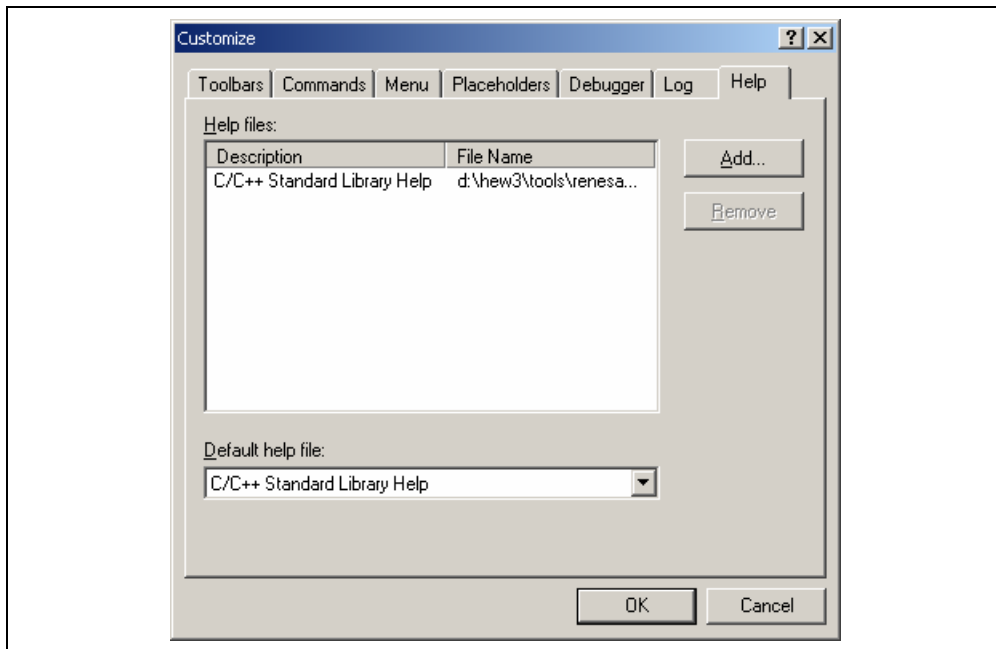 Customize
Toolbars Commands Menu Placeholders Debugger Log Help
Help files:
Description File Name
Add...
C/C++ Standard Library Help d:\hew3\tools\renesa...
Remove
Default help file:
C/C++ Standard Library Help
OK Cancel